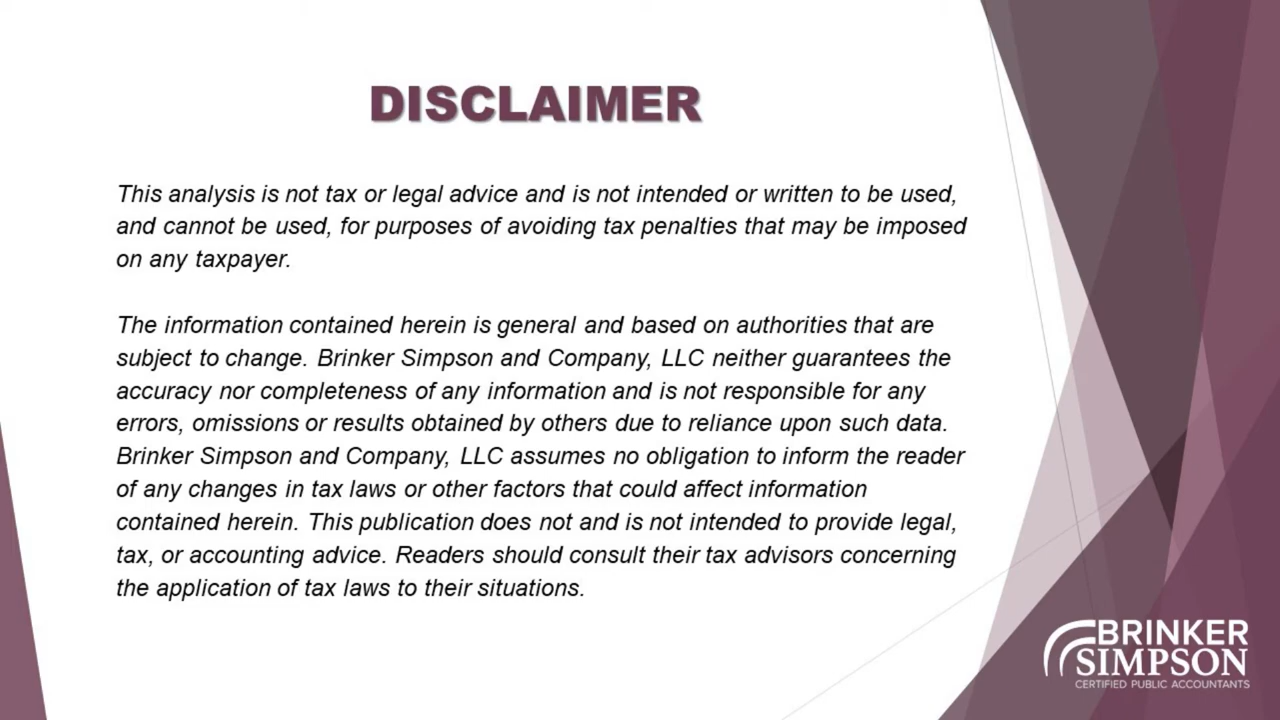 DISCLAIMER
This analysis is not tax or legal advice and is not intended or written to be used,
and cannot be used, for purposes of avoiding tax penalties that may be imposed
on any taxpayer.
The information contained herein is general and based on authorities that are
subject to change. Brinker Simpson and Company, LLC neither guarantees the
accuracy nor completeness of any information and is not responsible for any
errors, omissions or results obtained by others due to reliance upon such data.
Brinker Simpson and Company, LLC assumes no obligation to inform the reader
of any changes in tax laws or other factors that could affect information
contained herein. This publication does not and is not intended to provide legal,
tax, or accounting advice. Readers should consult their tax advisors concerning
the application of tax laws to their situations.
BRINKER
SIMPSON
CERTIFIED PUBLIC ACCOUNTANTS